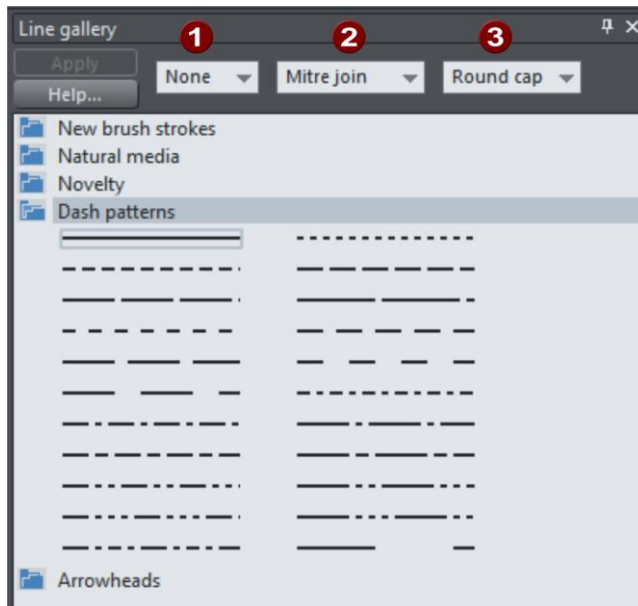 Line gallery
1 2 3
Apply
None Mitre join Round cap
Help...
New brush strokes
Natural media
Novelty
Dash patterns
Arrowheads